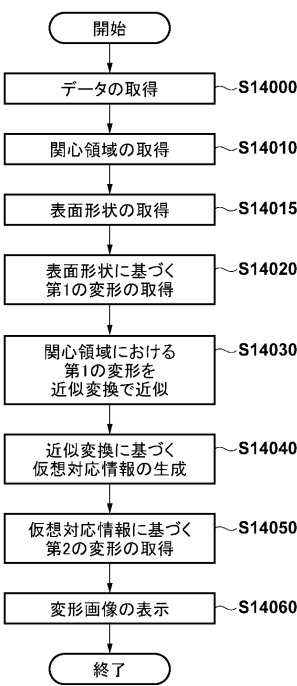 開始
データの取得
S14000
関心領域の取得
S14010
表面形状の取得
S14015
表面形状に基づく
第1の変形の取得
S14020
関心領域における
第1の変形を
近似変換で近似
S14030
近似変換に基づく
仮想対応情報の生成
S14040
仮想対応情報に基づく
第2の変形の取得
S14050
変形画像の表示
S14060
終了